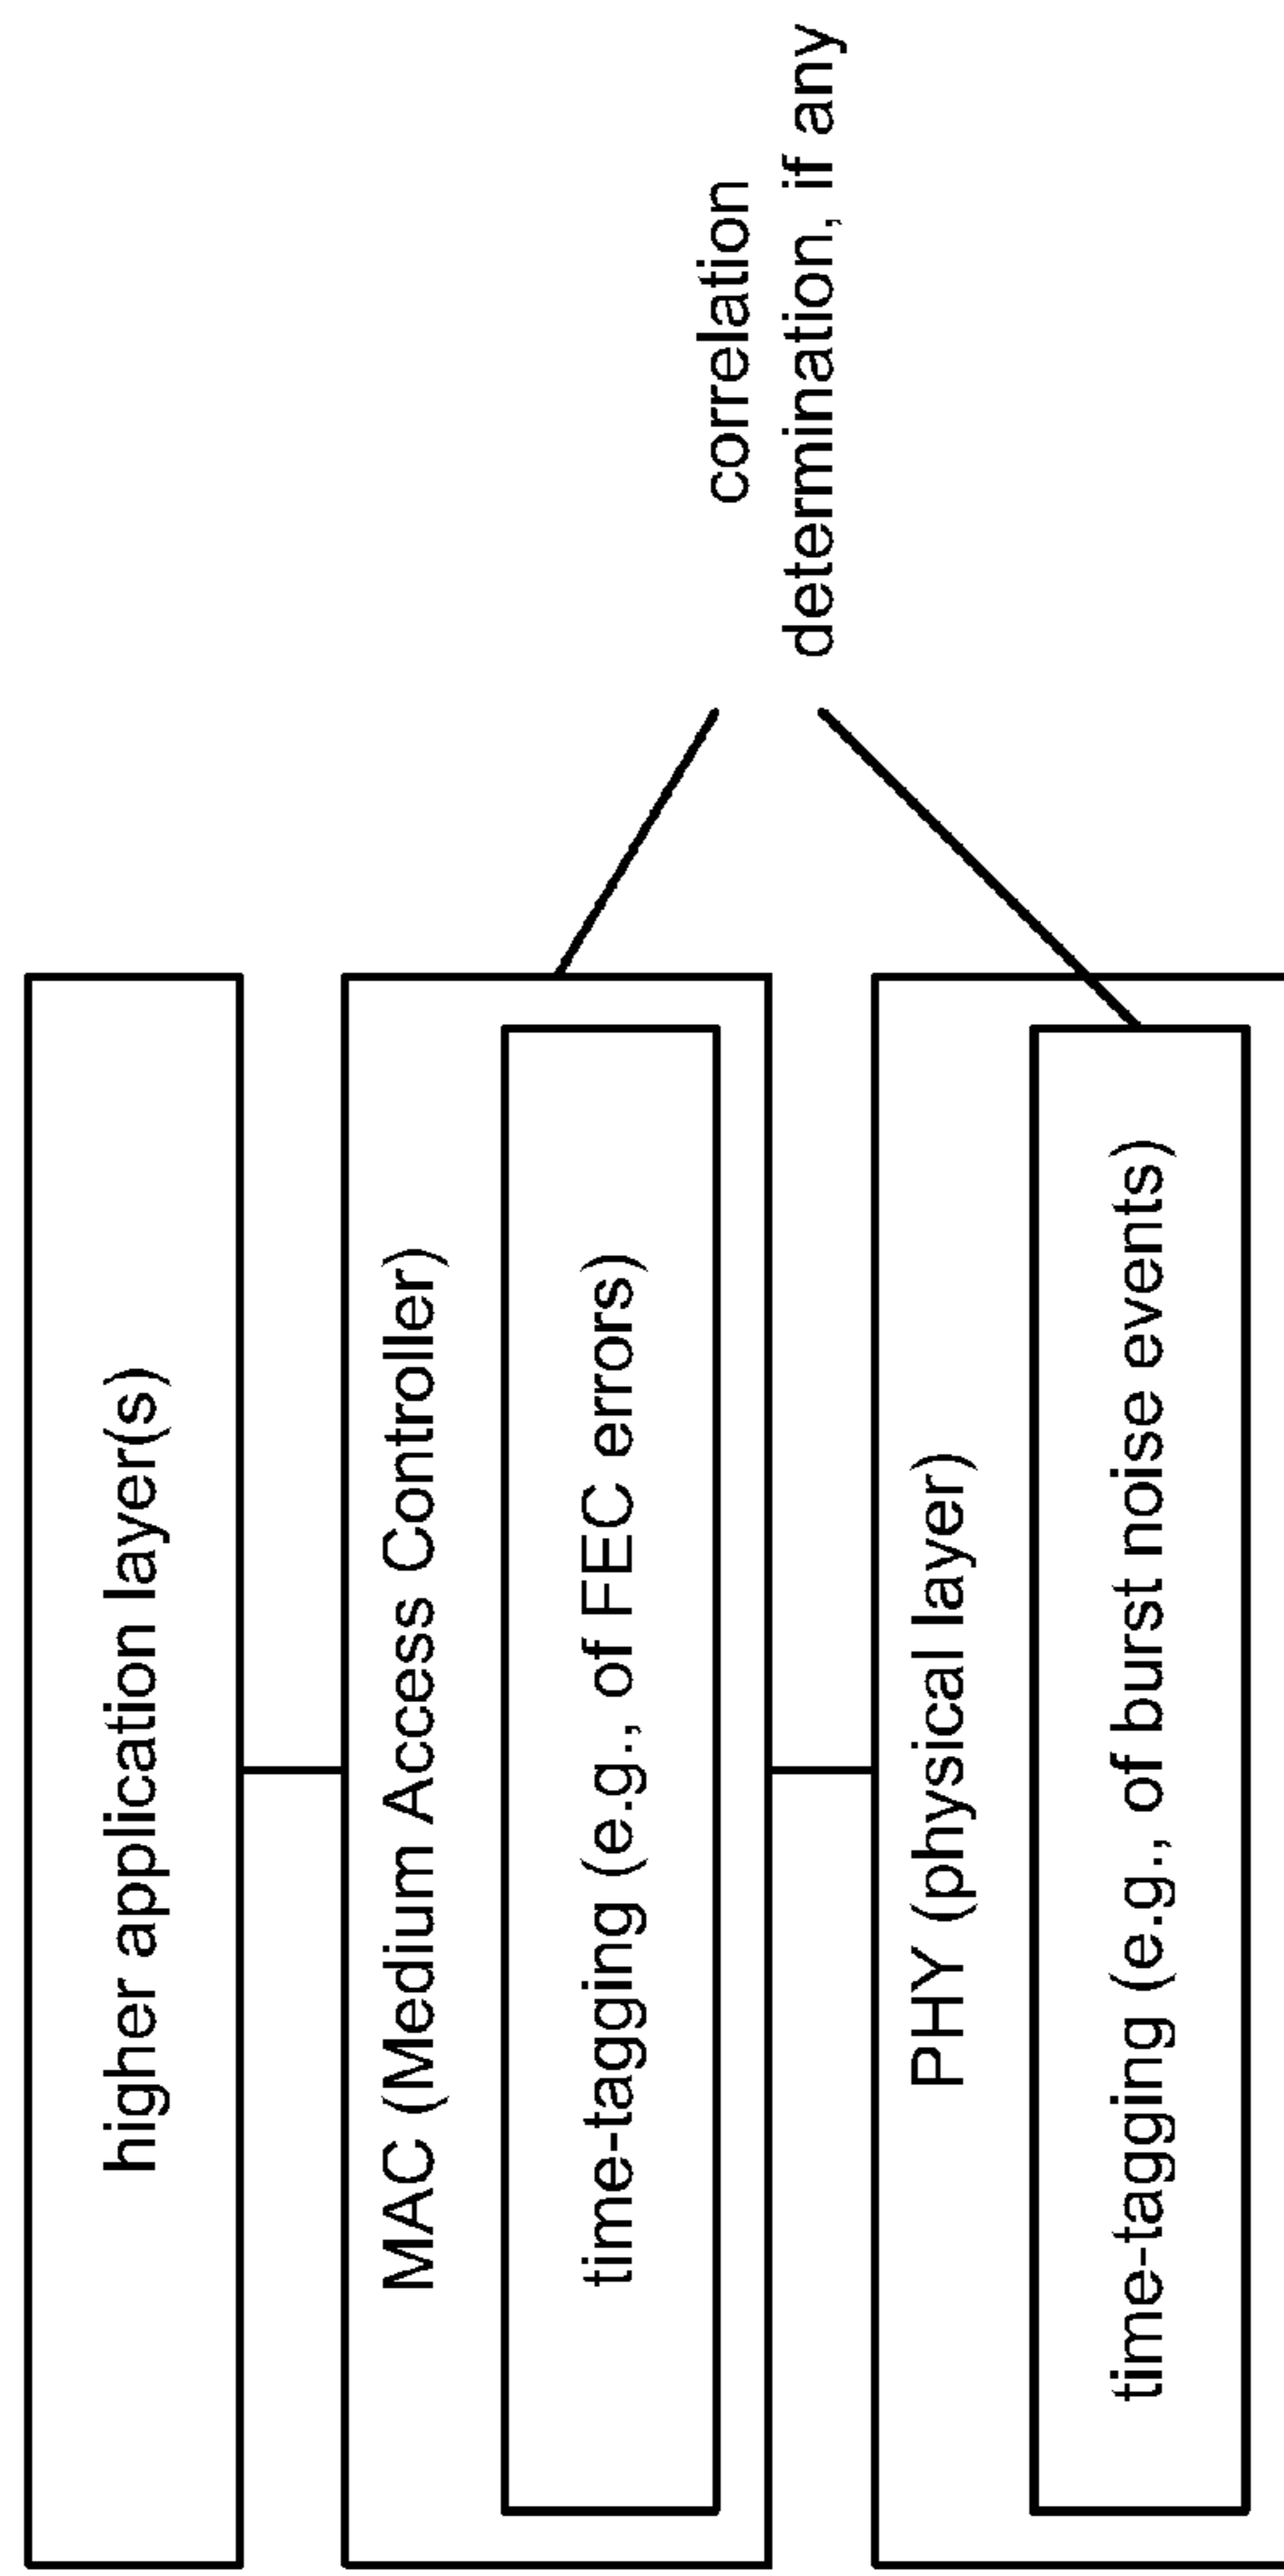 higher application layer(s)
MAC (Medium Access Controller)
time-tagging (e.g., of FEC errors)
PHY (physical layer)
time-tagging (e.g., of burst noise events)
correlation
determination, if any